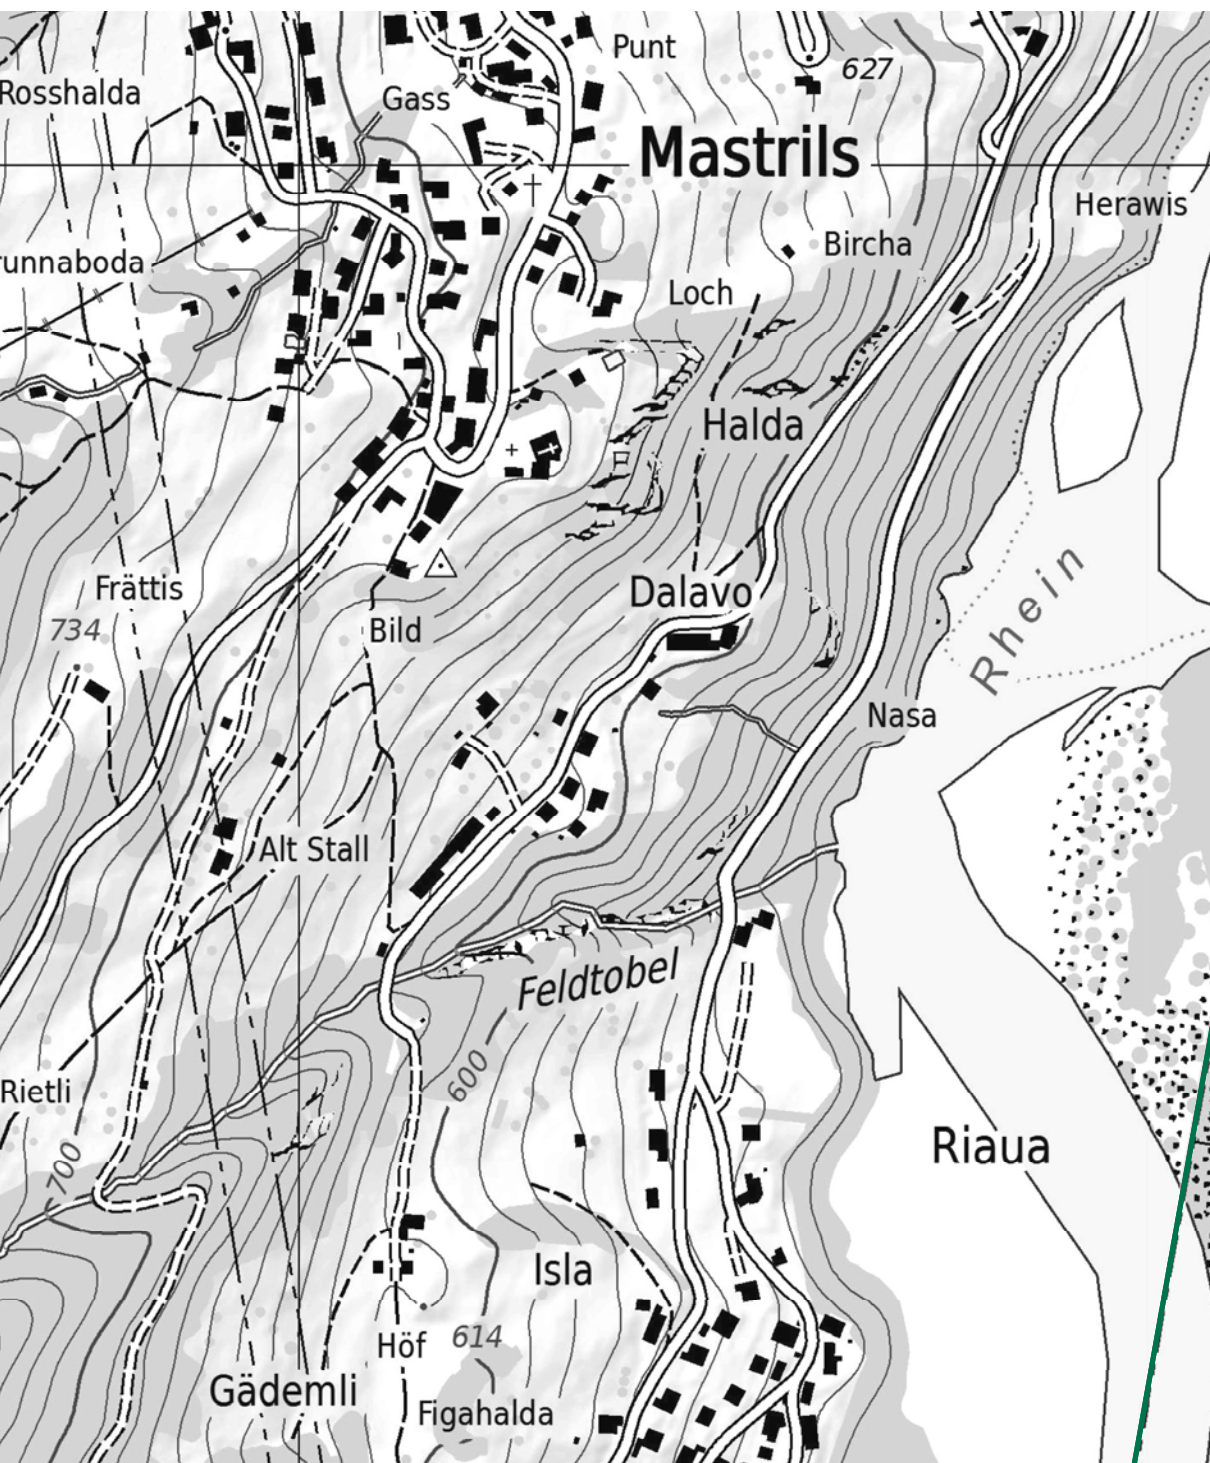 Punt
627
Rosshalda
Gass
Mastrils
Herawis
Bircha
runnaboda
Loch
Halda
Rhein
Frättis
Dalavo
734
Bild
Nasa
Alt Stall
Feldtobel
600
Rietli
700
Riaua
Isla
Höf
614
Gädemli
Figahalda